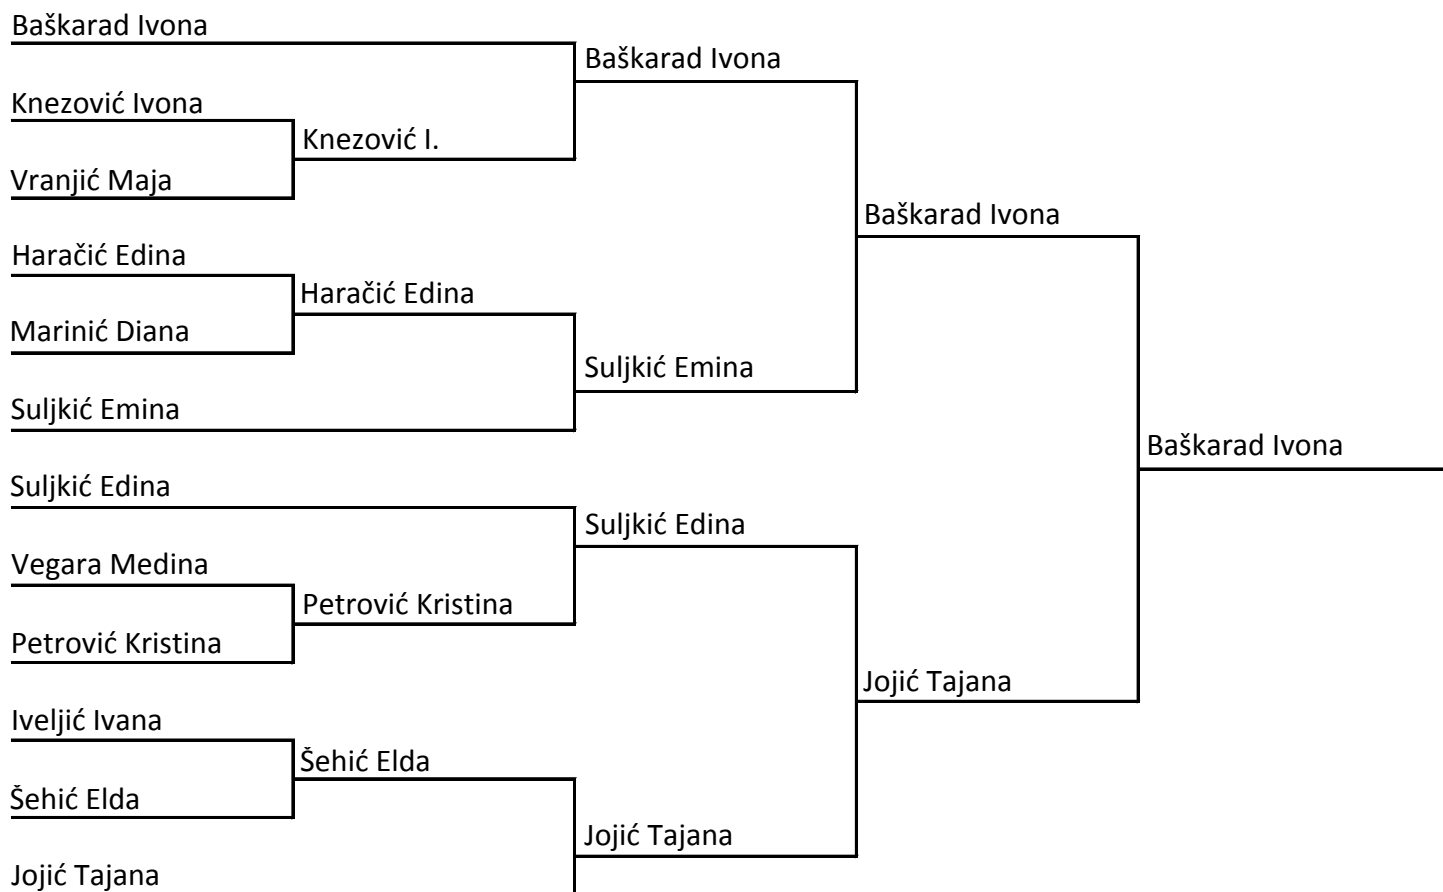 Baškarad Ivona
Baškarad Ivona
Knezović Ivona
Knezović I.
Vranjić Maja
Baškarad Ivona
Haračić Edina
Haračić Edina
Marinić Diana
Suljkić Emina
Suljkić Emina
Baškarad Ivona
Suljkić Edina
Suljkić Edina
Vegara Medina
Petrović Kristina
Petrović Kristina
Jojić Tajana
Iveljić Ivana
Šehić Elda
Šehić Elda
Jojić Tajana
Jojić Tajana